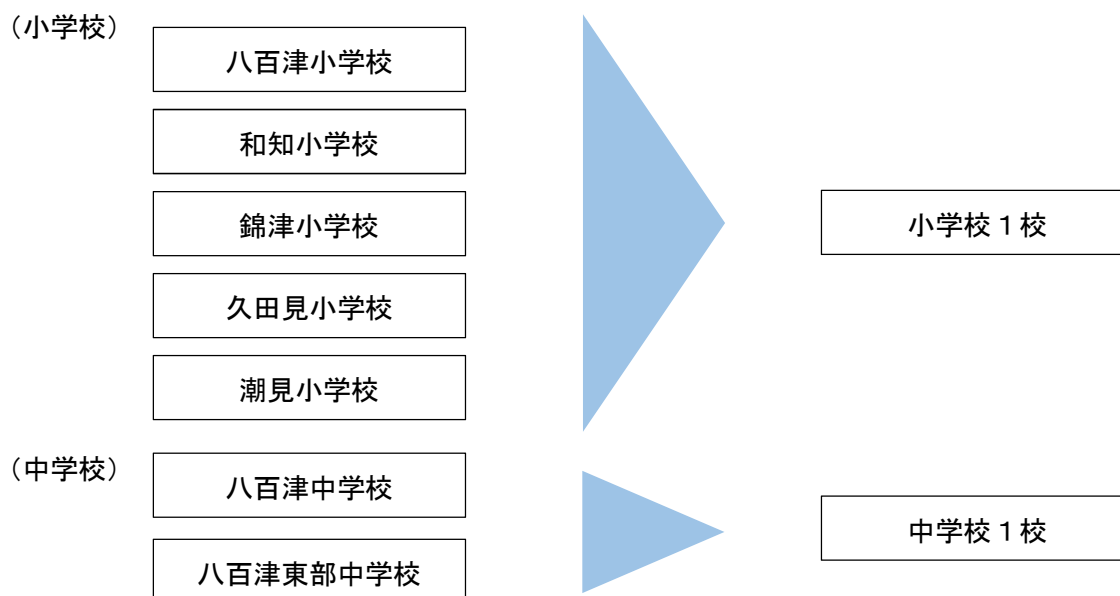 （小学校）
八百津小学校
和知小学校
錦津小学校
久田見小学校
潮見小学校
小学校１校
（中学校）
八百津中学校
八百津東部中学校
中学校１校